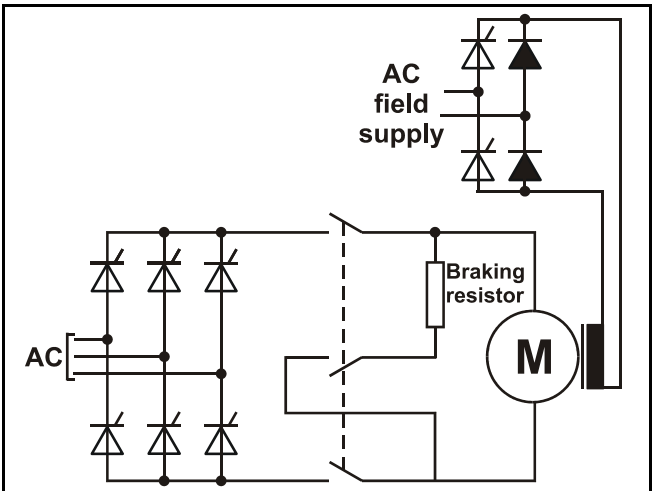 AC
field
supply
Braking
resistor
AC
M